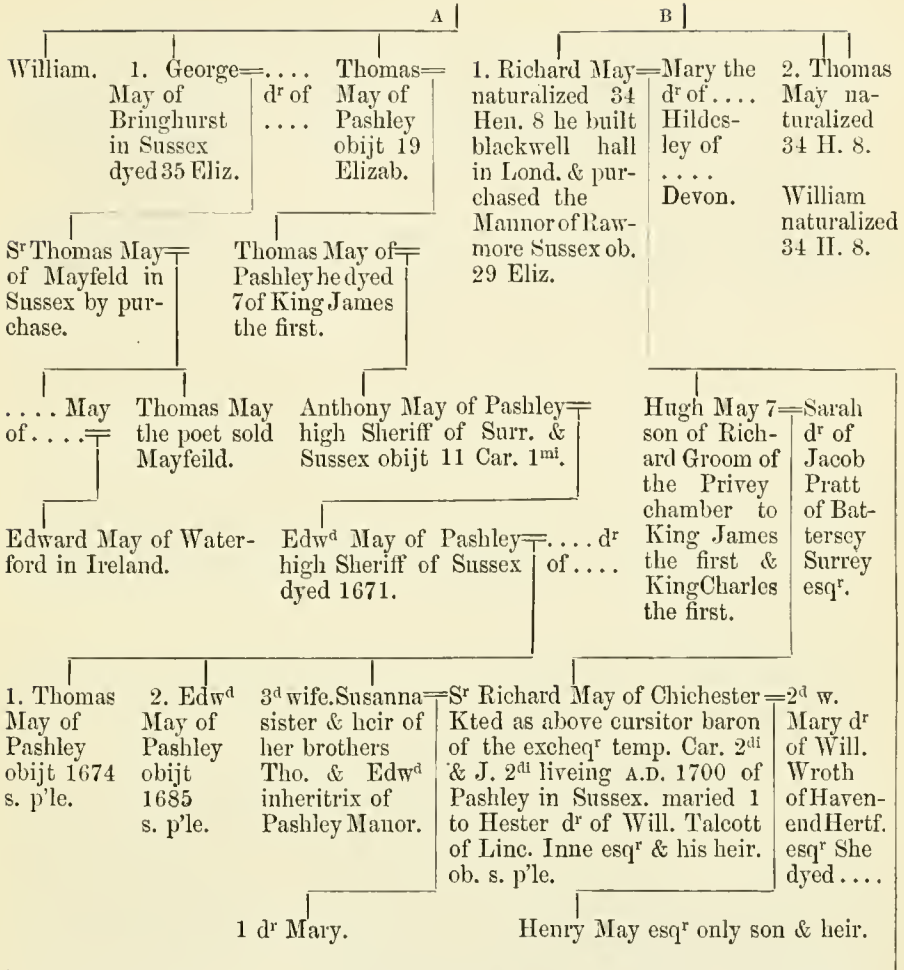 A B
William.
1. George=....
May of
Bringhurst
in Sussex
dyed 35 Eliz.
dʳ of
....
Thomas=
May of
Pashley
obijt 19
Elizab.
1. Richard May=Mary the
naturalized 34
Hen. 8 he built
blackwell hall
in Lond. & pur-
chased the
Mannor of Raw-
more Sussex ob.
29 Eliz.
dʳ of....
Hildes-
ley of
....
Devon.
2. Thomas
May na-
turalized
34 H. 8.
William
naturalized
34 H. 8.
Sʳ Thomas May=
of Mayfeld in
Sussex by pur-
chase.
Thomas May of=
Pashley he dyed
7 of King James
the first.
.... May
of....=
Thomas May
the poet sold
Mayfeild.
Anthony May of Pashley=
high Sheriff of Surr. &
Sussex obijt 11 Car. 1ᵐⁱ.
Hugh May 7=Sarah
son of Rich-
ard Groom of
the Privey
chamber to
King James
the first &
King Charles
the first.
dʳ of
Jacob
Pratt
of Bat-
tersey
Surrey
esqʳ.
Edward May of Water-
ford in Ireland.
Edwᵈ May of Pashley=.... dʳ
high Sheriff of Sussex
dyed 1671.
of....
1. Thomas
May of
Pashley
obijt 1674
s. p'le.
2. Edwᵈ
May of
Pashley
obijt
1685
s. p'le.
3ᵈ wife. Susanna=
sister & heir of
her brothers
Tho. & Edwᵈ
inheritrix of
Pashley Manor.
Sʳ Richard May of Chichester=
Kted as above cursitor baron
of the excheqʳ temp. Car. 2ᵈⁱ
& J. 2ᵈⁱ liveing A.D. 1700 of
Pashley in Sussex. maried 1
to Hester dʳ of Will. Talcott
of Linc. Inne esqʳ & his heir.
ob. s. p'le.
2ᵈ w.
Mary dʳ
of Will.
Wroth
of Haven-
end Hertf.
esqʳ She
dyed....
1 dʳ Mary.
Henry May esqʳ only son & heir.